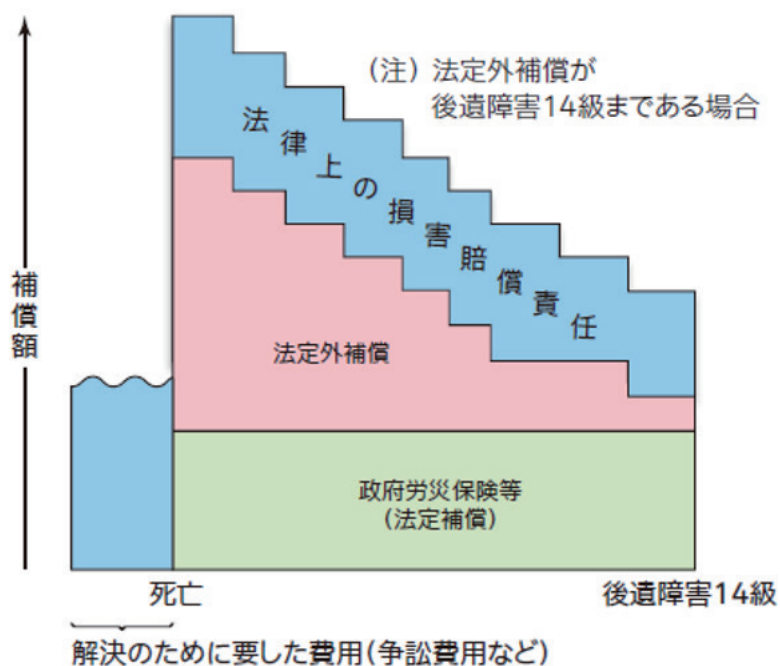 (注) 法定外補償が
後遺障害14級まである場合
法律上の損害賠償責任
補償額
法定外補償
政府労災保険等
(法定補償)
死亡
後遺障害14級
解決のために要した費用(争訟費用など)